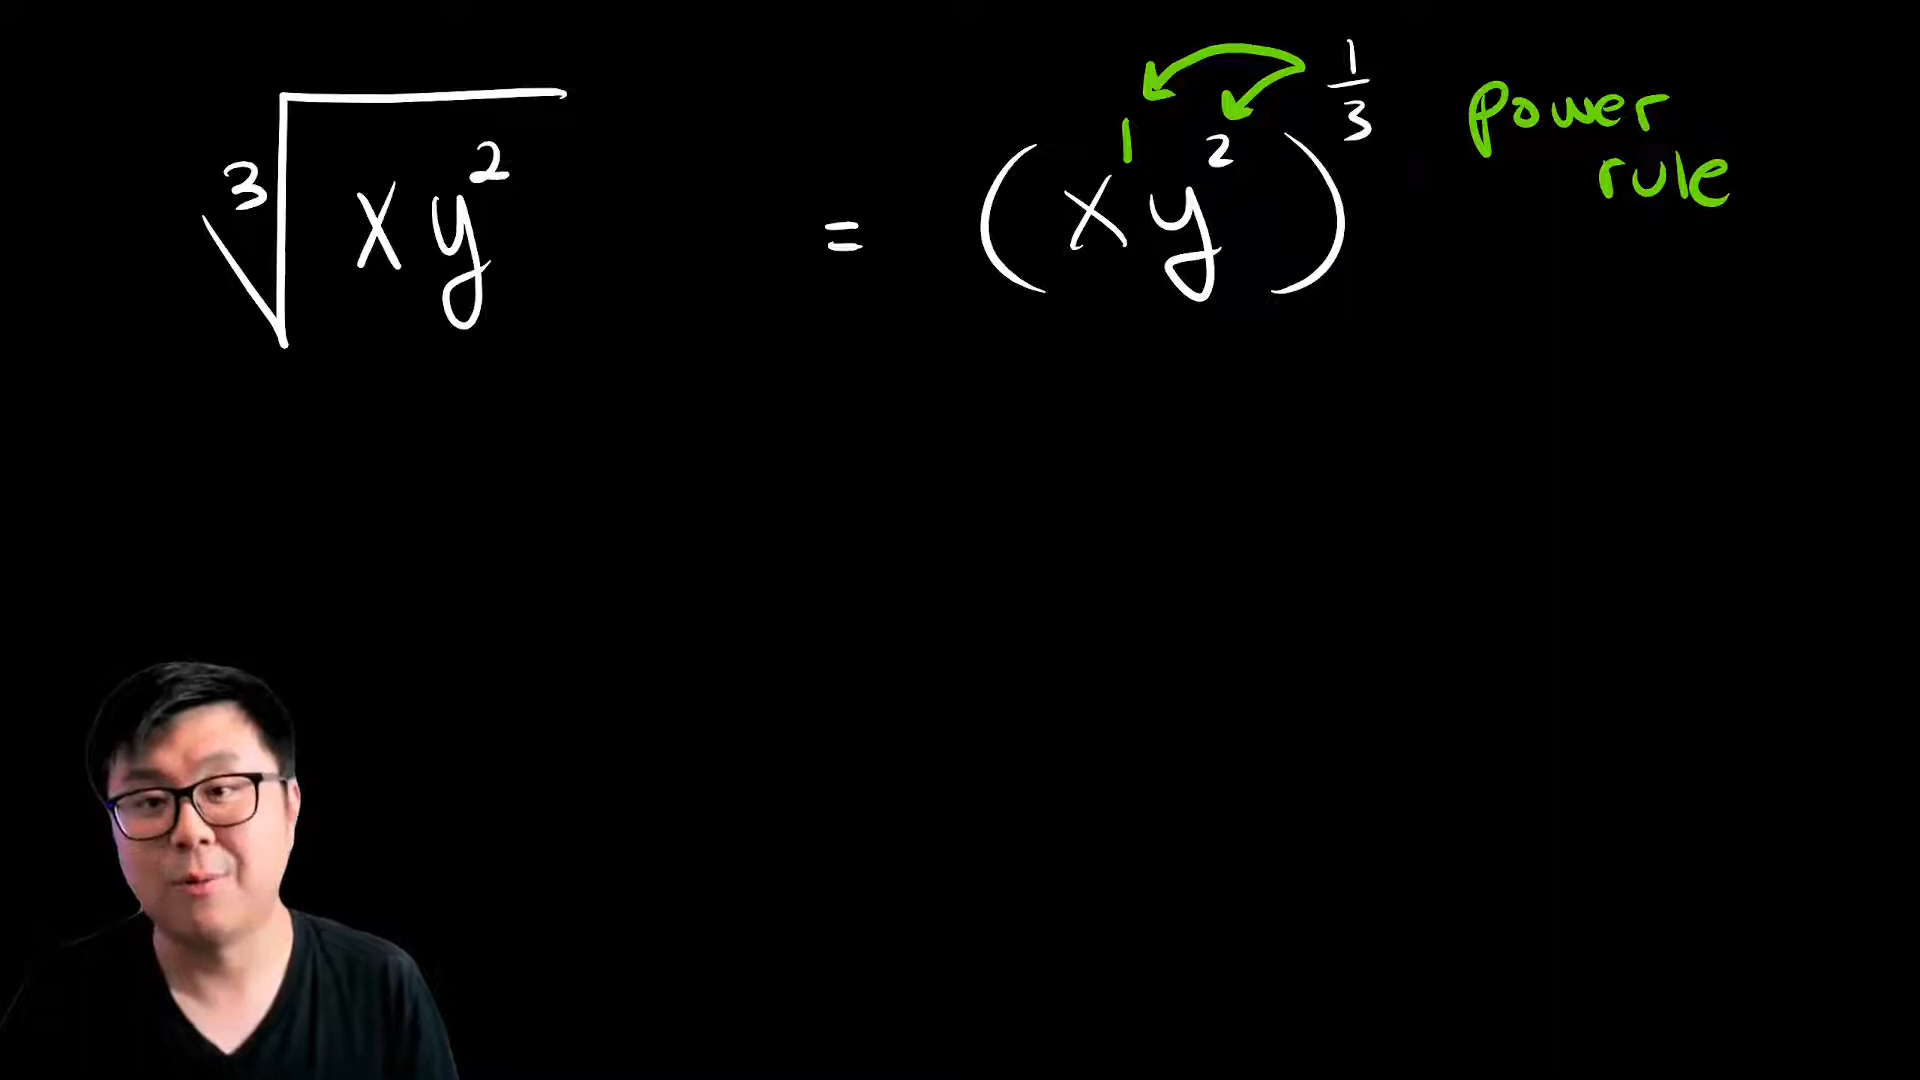 ∛(xy²) = (x¹y²)^(1/3) power
rule